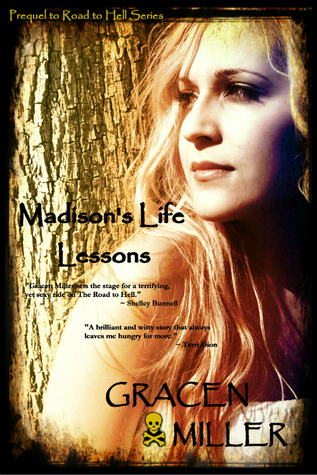 Prequel to Road to Hell Series
Madison's Life
Lessons
"Gracen Miller sets the stage for a terrifying,
yet sexy ride on The Road to Hell."
~ Shelley Bunnell
"A brilliant and witty story that always
leaves me hungry for more."
~ Terri Dion
GRACEN
MILLER